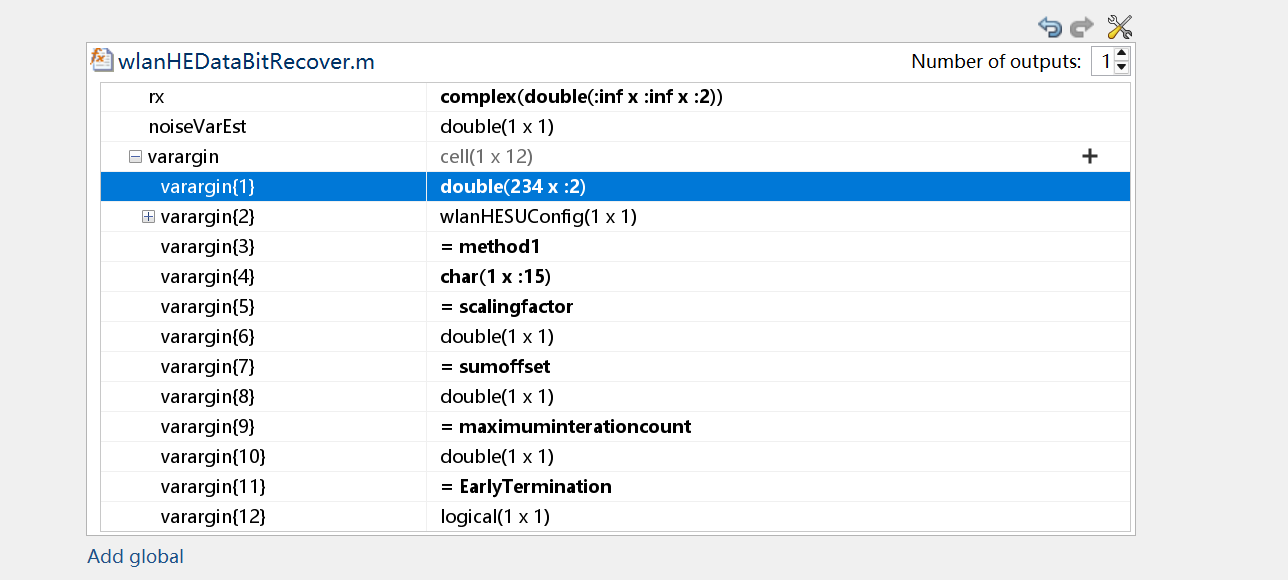 wlanHEDataBitRecover.m Number of outputs: 1
rx complex(double(:inf x :inf x :2))
noiseVarEst double(1 x 1)
varargin cell(1 x 12)
varargin{1} double(234 x :2)
varargin{2} wlanHESUConfig(1 x 1)
varargin{3} = method1
varargin{4} char(1 x :15)
varargin{5} = scalingfactor
varargin{6} double(1 x 1)
varargin{7} = sumoffset
varargin{8} double(1 x 1)
varargin{9} = maximuminterationcount
varargin{10} double(1 x 1)
varargin{11} = EarlyTermination
varargin{12} logical(1 x 1)
Add global